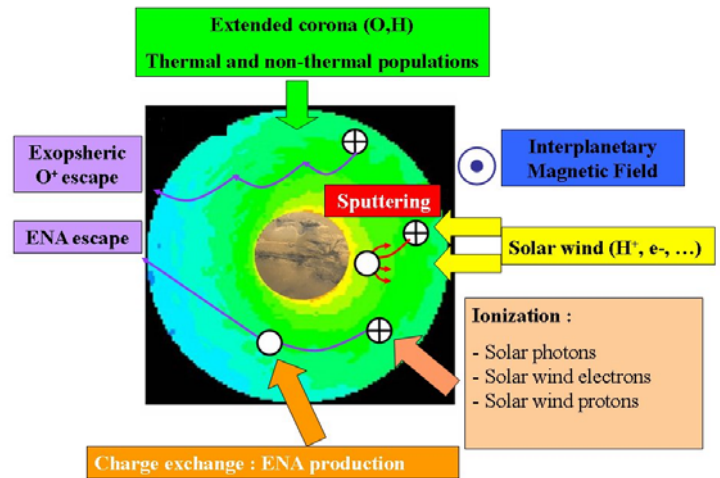 Extended corona (O,H)
Thermal and non-thermal populations
Exopsheric
O⁺ escape
Interplanetary
Magnetic Field
Sputtering
ENA escape
Solar wind (H⁺, e-, ...)
Ionization :
- Solar photons
- Solar wind electrons
- Solar wind protons
Charge exchange : ENA production